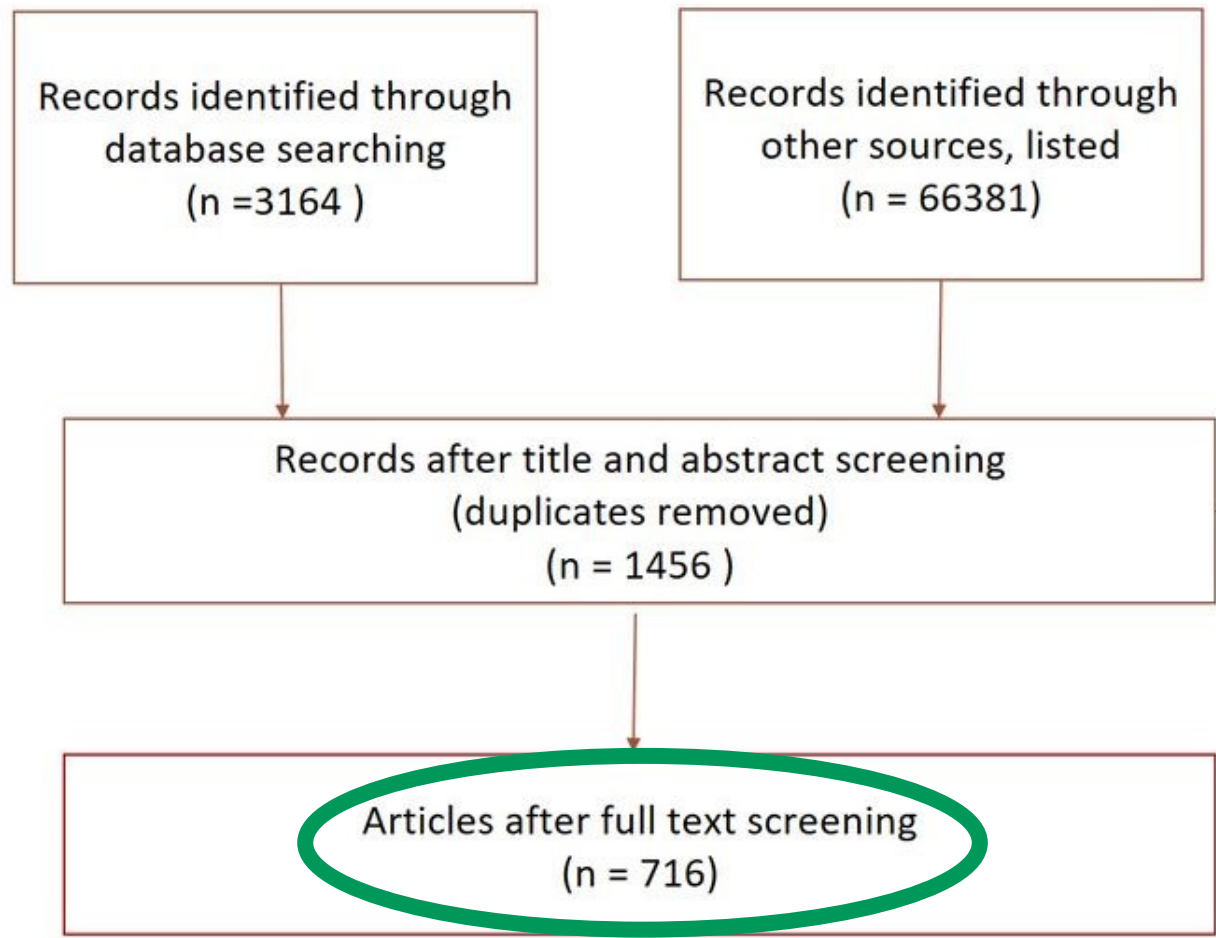 Records identified through
database searching
(n =3164 )
Records identified through
other sources, listed
(n = 66381)
Records after title and abstract screening
(duplicates removed)
(n = 1456 )
Articles after full text screening
(n = 716)